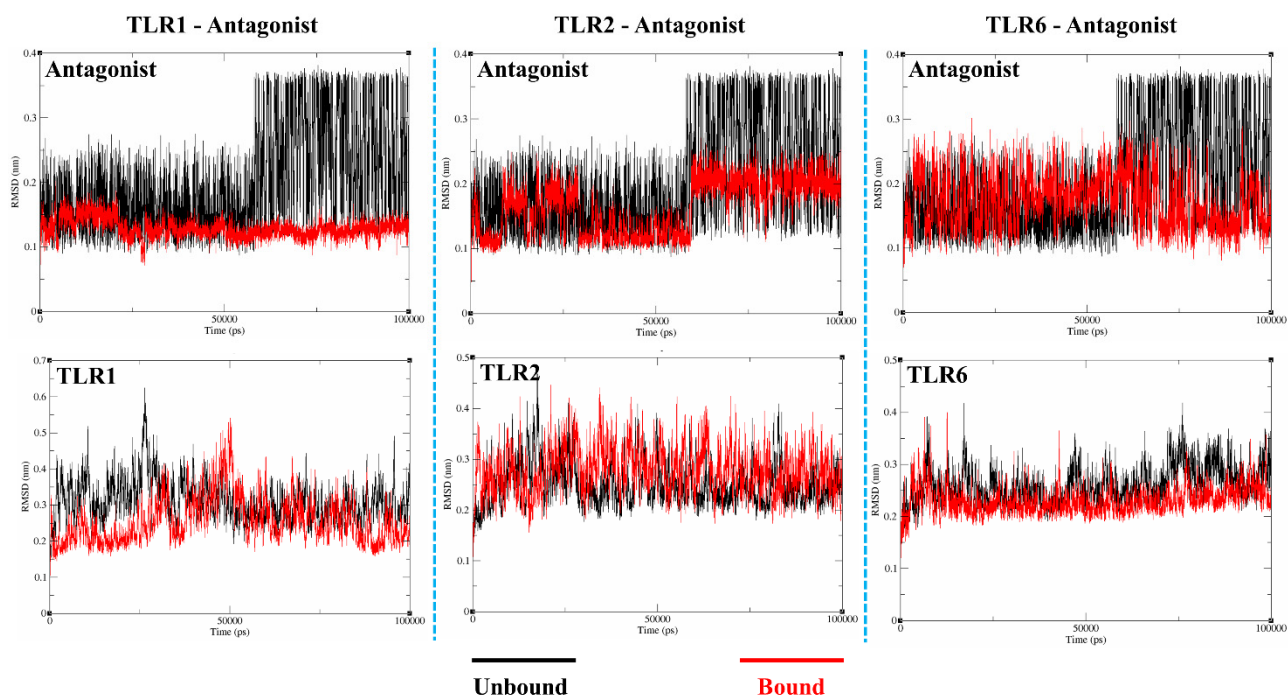 TLR1 - Antagonist
TLR2 - Antagonist
TLR6 - Antagonist
Antagonist
0.4
0.3
0.2
0.1
0
RMSD (nm)
0
50000
100000
Time (ps)
Antagonist
0.4
0.3
0.2
0.1
0
RMSD (nm)
0
50000
100000
Time (ps)
Antagonist
0.4
0.3
0.2
0.1
0
RMSD (nm)
0
50000
100000
Time (ps)
TLR1
0.7
0.6
0.5
0.4
0.3
0.2
0.1
0
RMSD (nm)
0
50000
100000
Time (ps)
TLR2
0.5
0.4
0.3
0.2
0.1
0
RMSD (nm)
0
50000
100000
Time (ps)
TLR6
0.5
0.4
0.3
0.2
0.1
0
RMSD (nm)
0
50000
100000
Time (ps)
Unbound
Bound